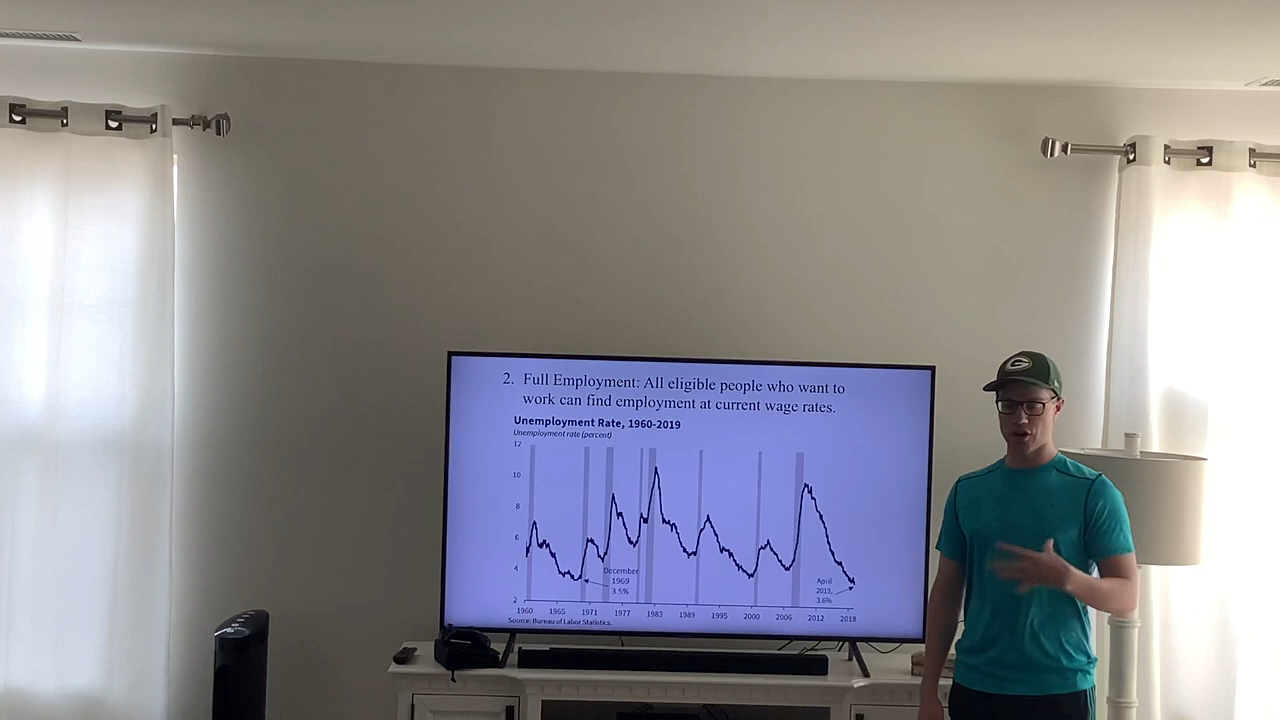 2. Full Employment: All eligible people who want to
work can find employment at current wage rates.
Unemployment Rate, 1960-2019
Unemployment rate (percent)
12
10
8
6
4
2
December
1969
3.5%
April
2019,
3.6%
1960 1965 1971 1977 1983 1989 1995 2000 2006 2012 2018
Source: Bureau of Labor Statistics.
G